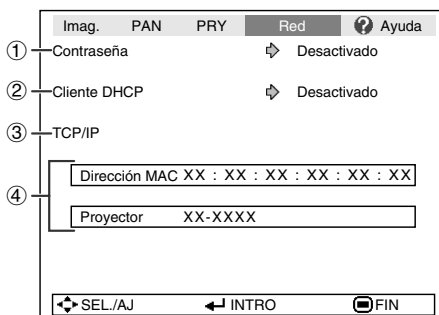 Imag. PAN PRY Red ? Ayuda
① Contraseña Desactivado
② Cliente DHCP Desactivado
③ TCP/IP
④
Dirección MAC XX : XX : XX : XX : XX : XX
Proyector XX-XXXX
SEL./AJ INTRO FIN